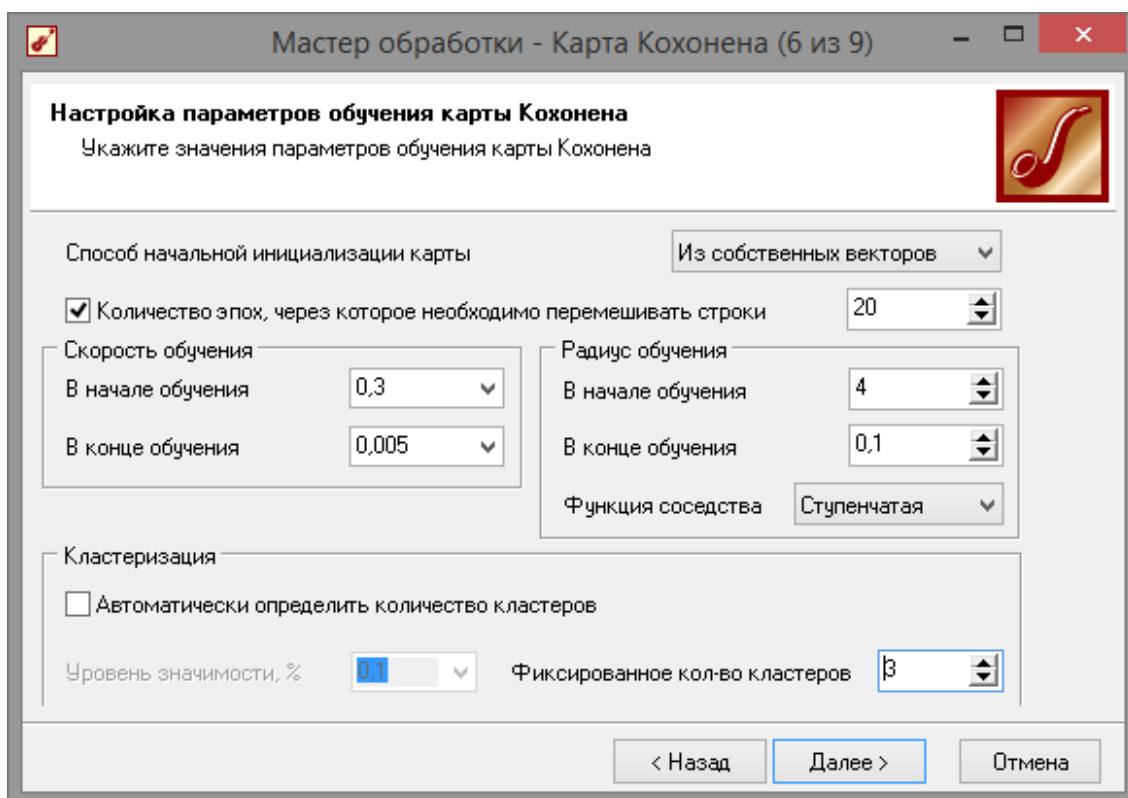 Мастер обработки - Карта Кохонена (6 из 9)
Настройка параметров обучения карты Кохонена
Укажите значения параметров обучения карты Кохонена
Способ начальной инициализации карты Из собственных векторов
Количество эпох, через которое необходимо перемешивать строки 20
Скорость обучения
В начале обучения 0,3
В конце обучения 0,005
Радиус обучения
В начале обучения 4
В конце обучения 0,1
Функция соседства Ступенчатая
Кластеризация
Автоматически определить количество кластеров
Уровень значимости, % 0,1 Фиксированное кол-во кластеров 3
< Назад Далее > Отмена